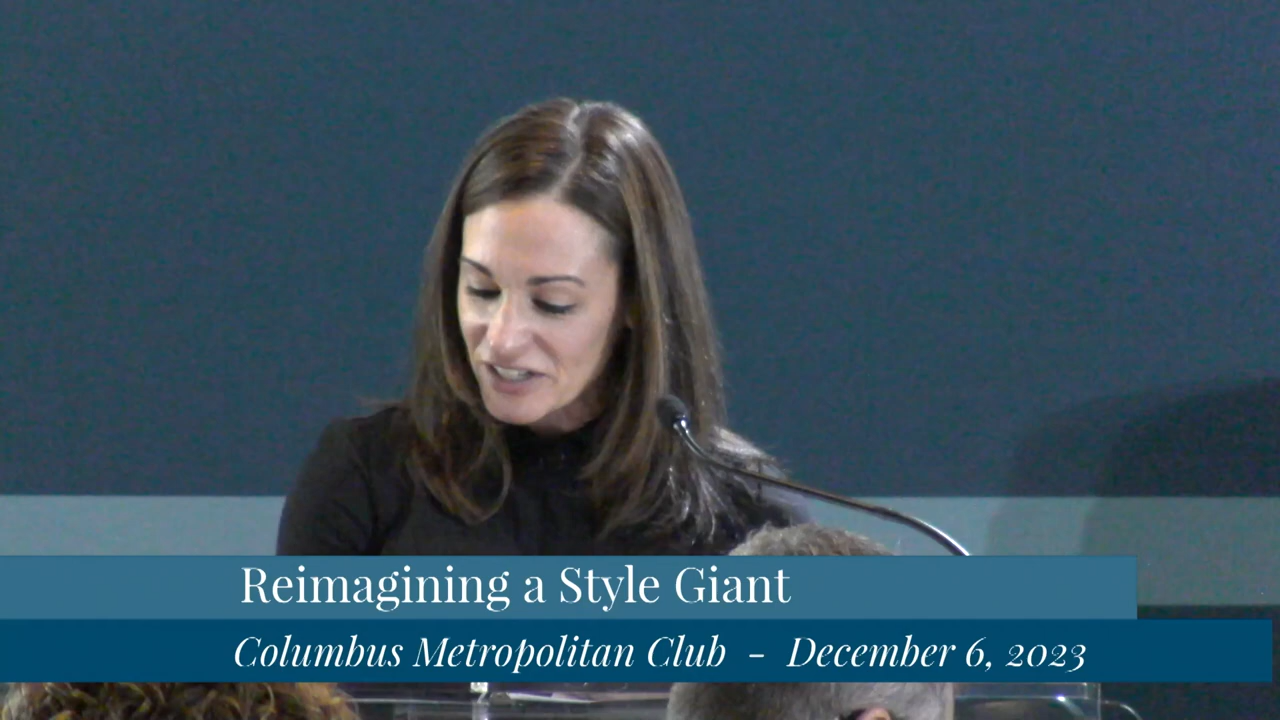 Reimagining a Style Giant
Columbus Metropolitan Club - December 6, 2023